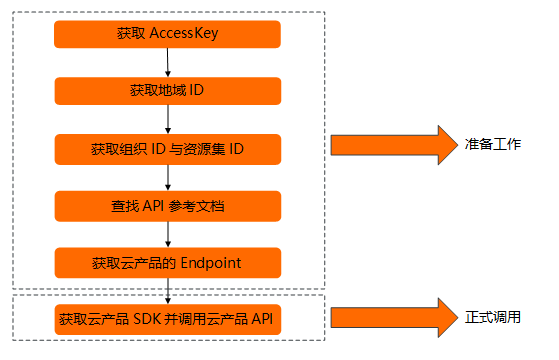 获取 AccessKey
获取地域 ID
获取组织 ID 与资源集 ID
准备工作
查找 API 参考文档
获取云产品的 Endpoint
获取云产品 SDK 并调用云产品 API
正式调用